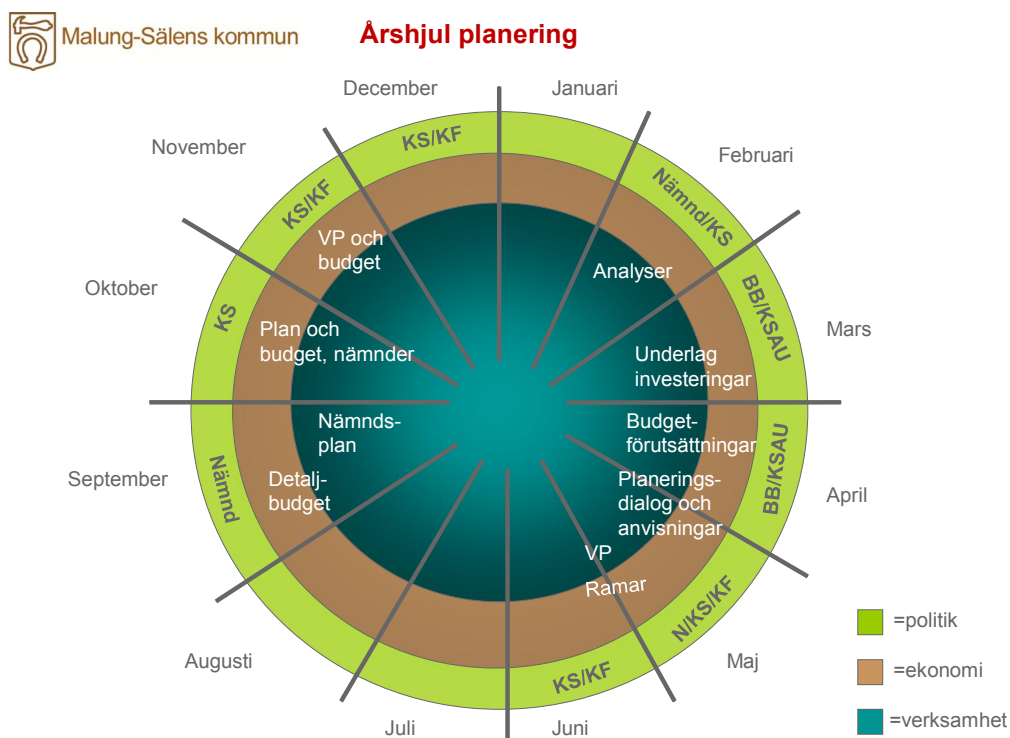 Malung-Sälens kommun
Årshjul planering
December
Januari
November
KS/KF
Februari
KS/KF
Nämnd/KS
VP och
budget
Analyser
Oktober
KS
BB/KSAU
Mars
Plan och
budget, nämnder
Underlag
investeringar
Nämnds-
plan
Budget-
förutsättningar
September
Nämnd
Detalj-
budget
Planerings-
dialog och
anvisningar
BB/KSAU
April
VP
Ramar
N/KS/KF
=politik
Augusti
KS/KF
Maj
=ekonomi
Juli
Juni
=verksamhet